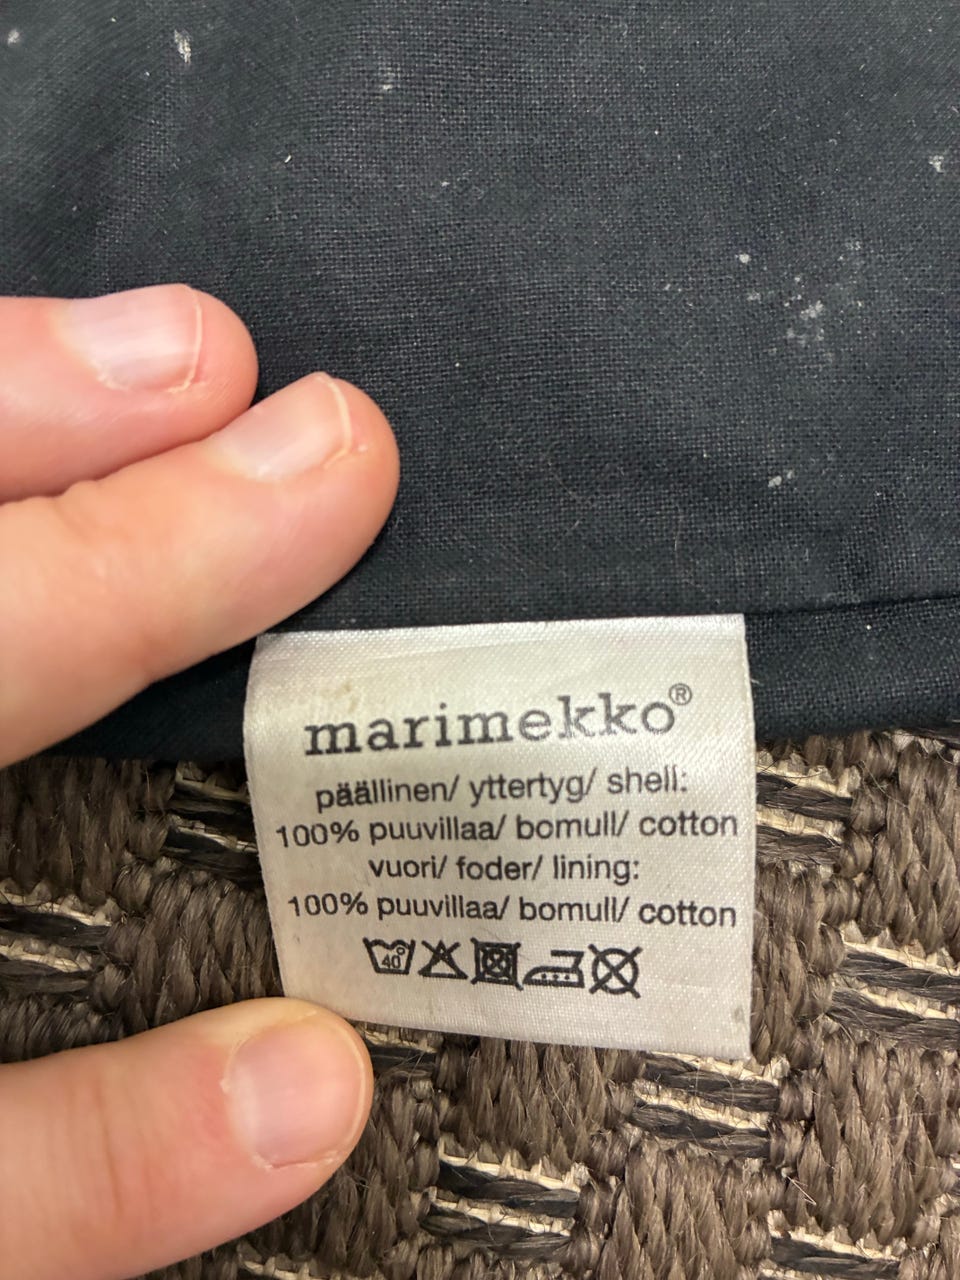 marimekko®
päällinen/ yttertyg/ shell:
100% puuvillaa/ bomull/ cotton
vuori/ foder/ lining:
100% puuvillaa/ bomull/ cotton
40°